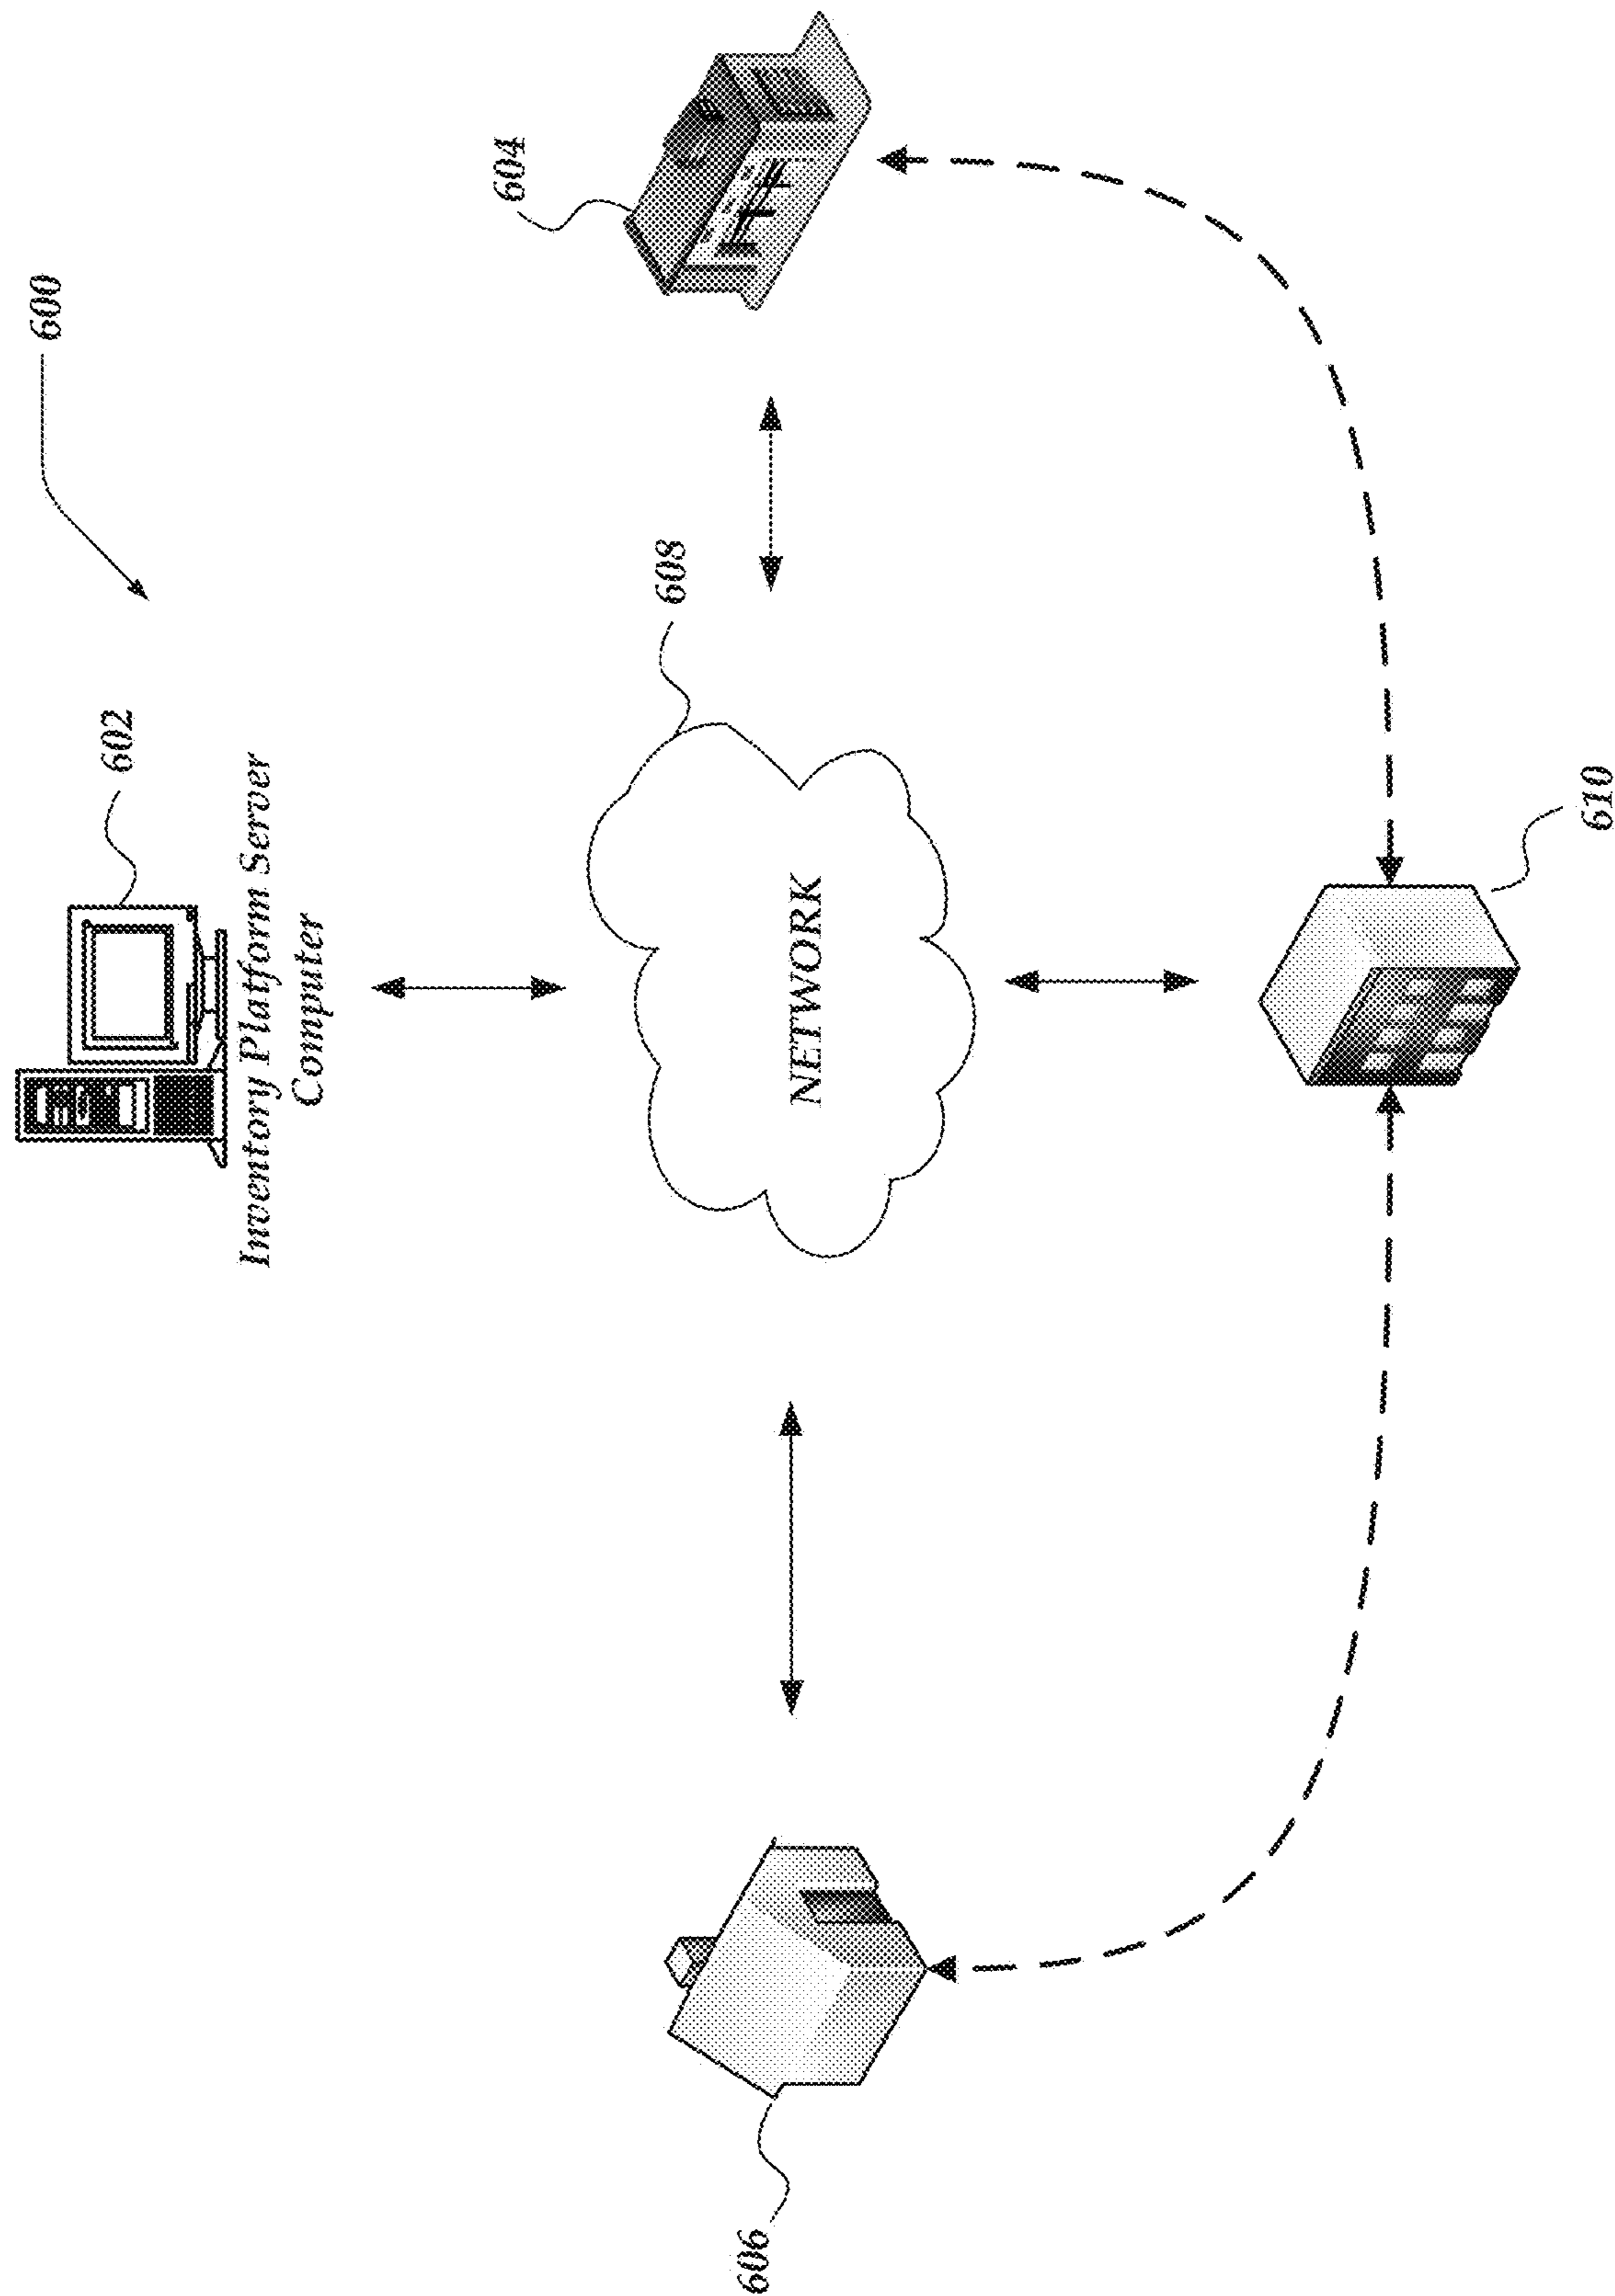 600
602
Inventory Platform Server
Computer
604
608
NETWORK
606
610